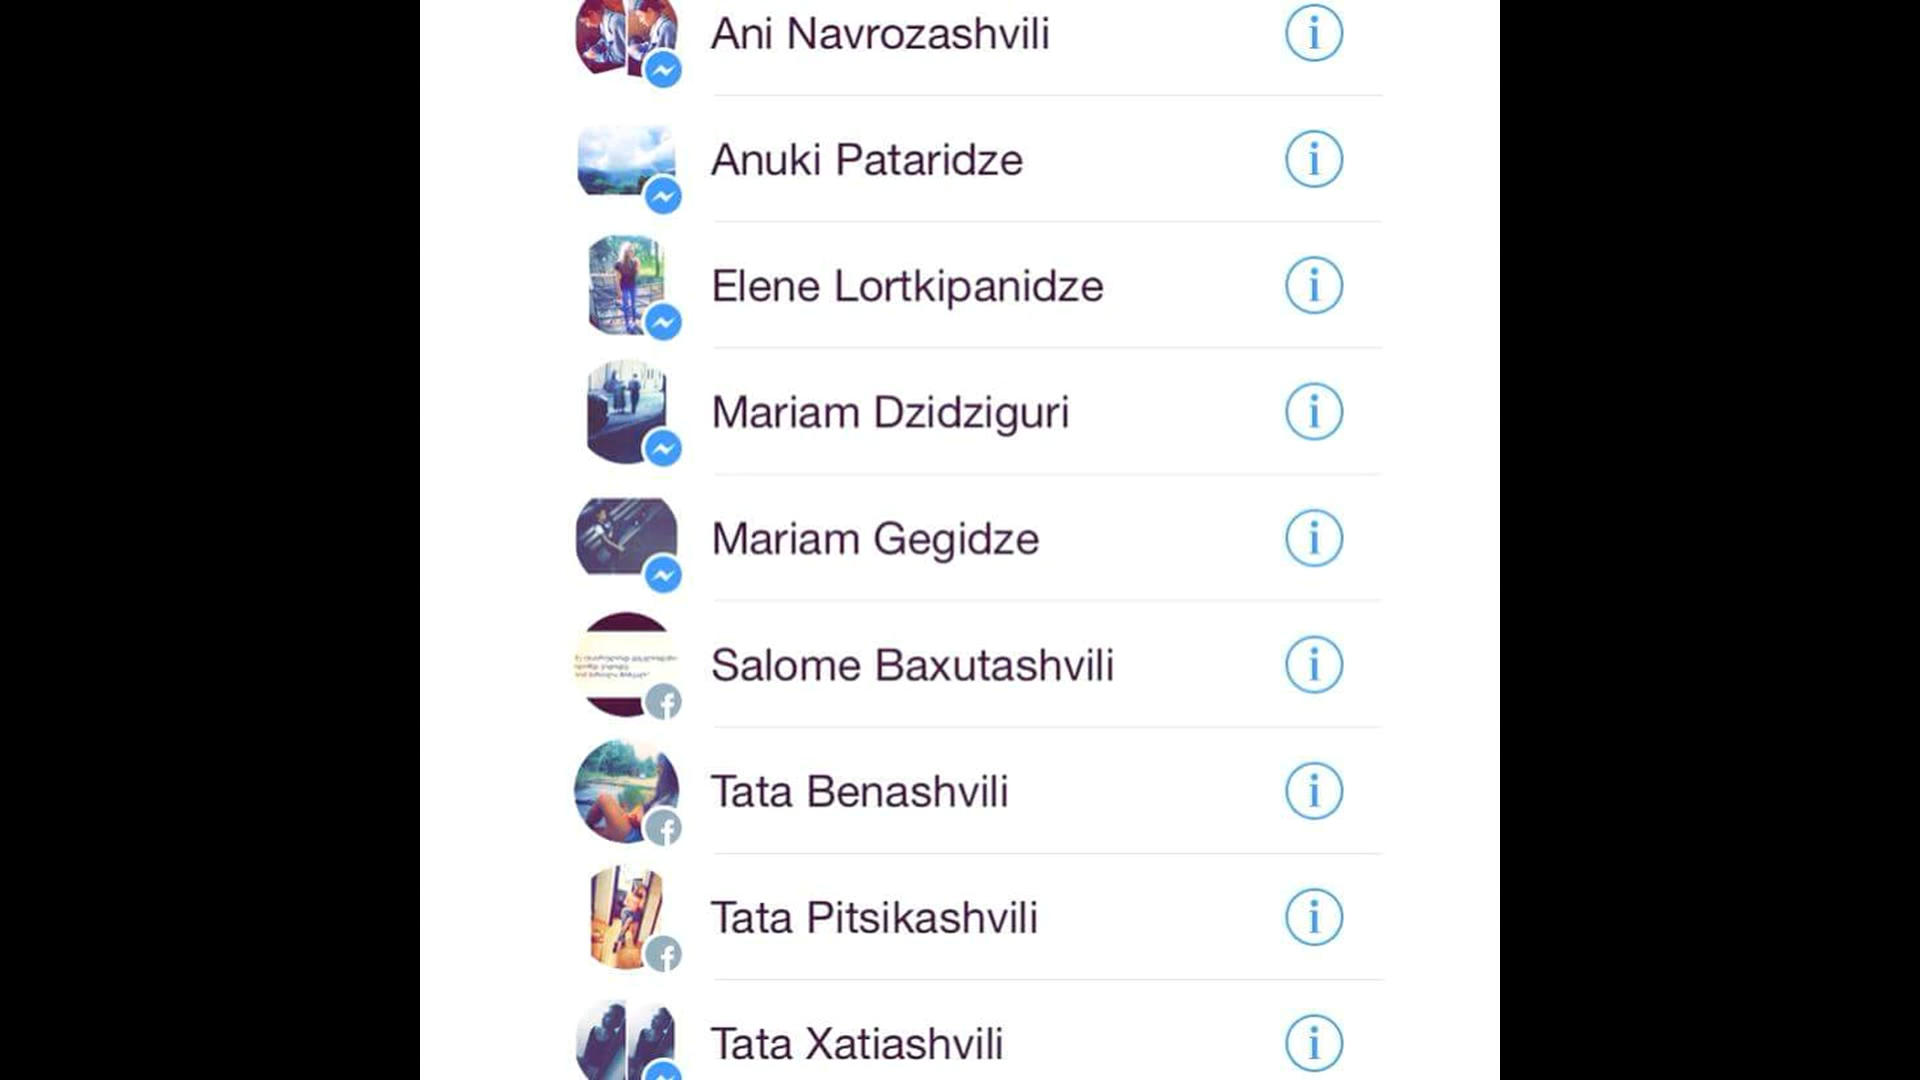 Ani Navrozashvili
Anuki Pataridze
Elene Lortkipanidze
Mariam Dzidziguri
Mariam Gegidze
Salome Baxutashvili
Tata Benashvili
Tata Pitsikashvili
Tata Xatiashvili